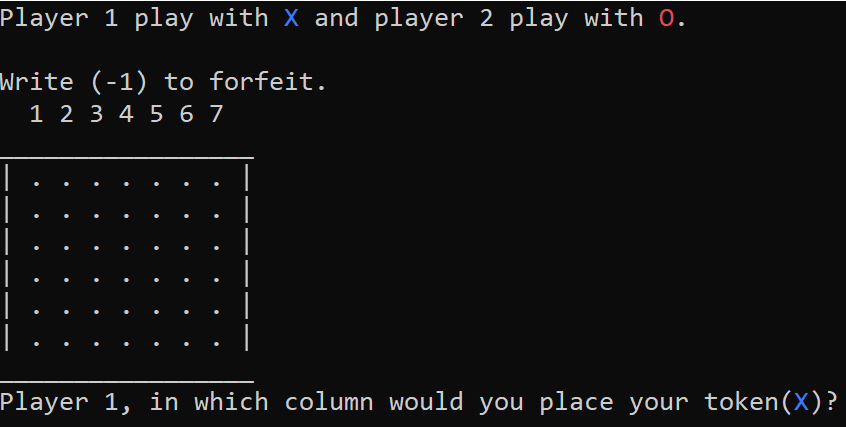 Player 1 play with X and player 2 play with O.
Write (-1) to forfeit.
1 2 3 4 5 6 7
_________________
| . . . . . . . |
| . . . . . . . |
| . . . . . . . |
| . . . . . . . |
| . . . . . . . |
| . . . . . . . |
_________________
Player 1, in which column would you place your token(X)?